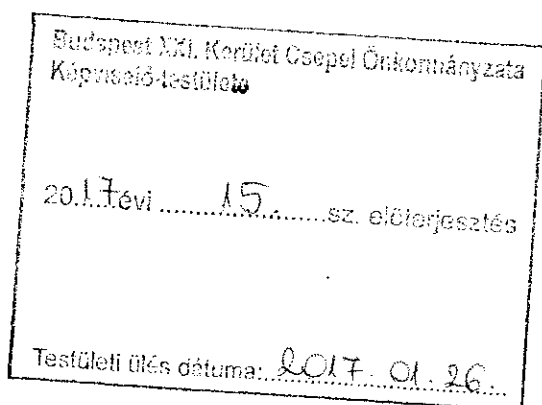 Budapest XXI. Kerület Csepel Önkormányzata
Képviselő-testülete
2017 évi 15 sz. előterjesztés
Testületi ülés dátuma: 2017. 01. 26.